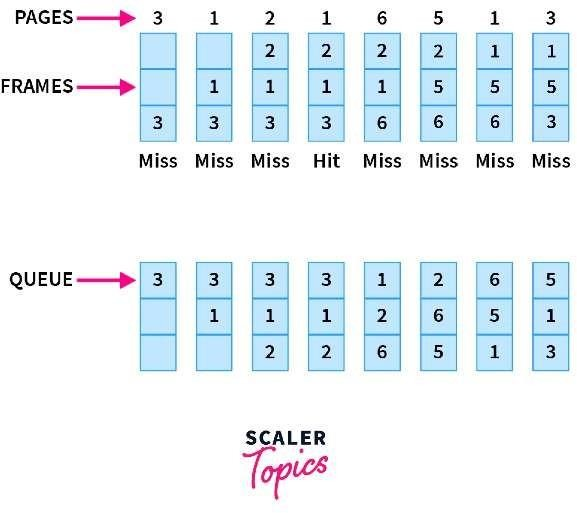 PAGES 3 1 2 1 6 5 1 3
2 2 2 2 1 1
FRAMES 1 1 1 1 5 5 5
3 3 3 3 6 6 6 3
Miss Miss Miss Hit Miss Miss Miss Miss
QUEUE 3 3 3 3 1 2 6 5
1 1 1 2 6 5 1
2 2 6 5 1 3
SCALER
Topics